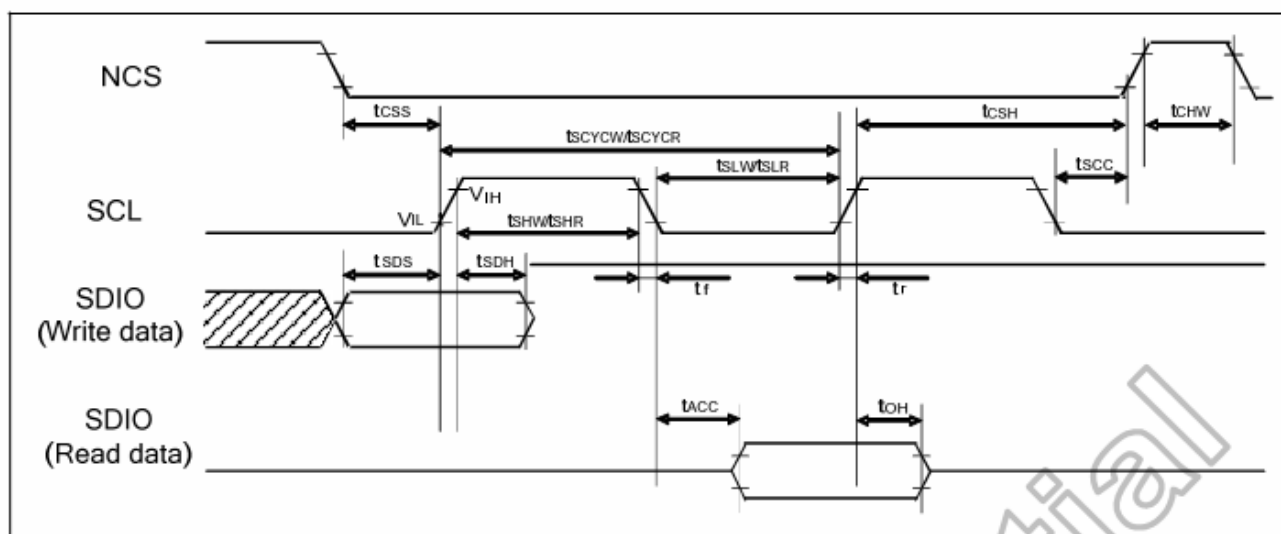 NCS
tCSS
tCSH
tCHW
tSCYCW/tSCYCR
tSLW/tSLR
tSCC
SCL
VIL
VIH
tSHW/tSHR
tSDS
tSDH
tf
tr
SDIO
(Write data)
tACC
tOH
SDIO
(Read data)